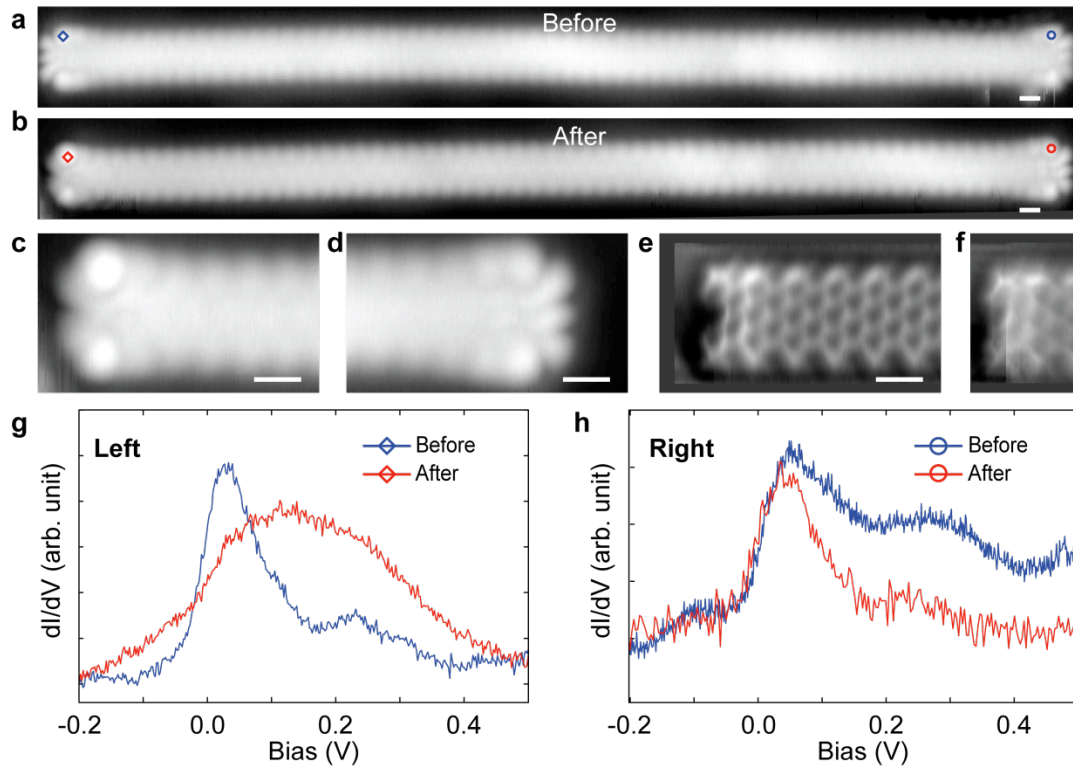 a
Before
b
After
c
d
e
f
g
Left
Before
After
dI/dV (arb. unit)
-0.2
0.0
0.2
0.4
Bias (V)
h
Right
Before
After
dI/dV (arb. unit)
-0.2
0.0
0.2
0.4
Bias (V)